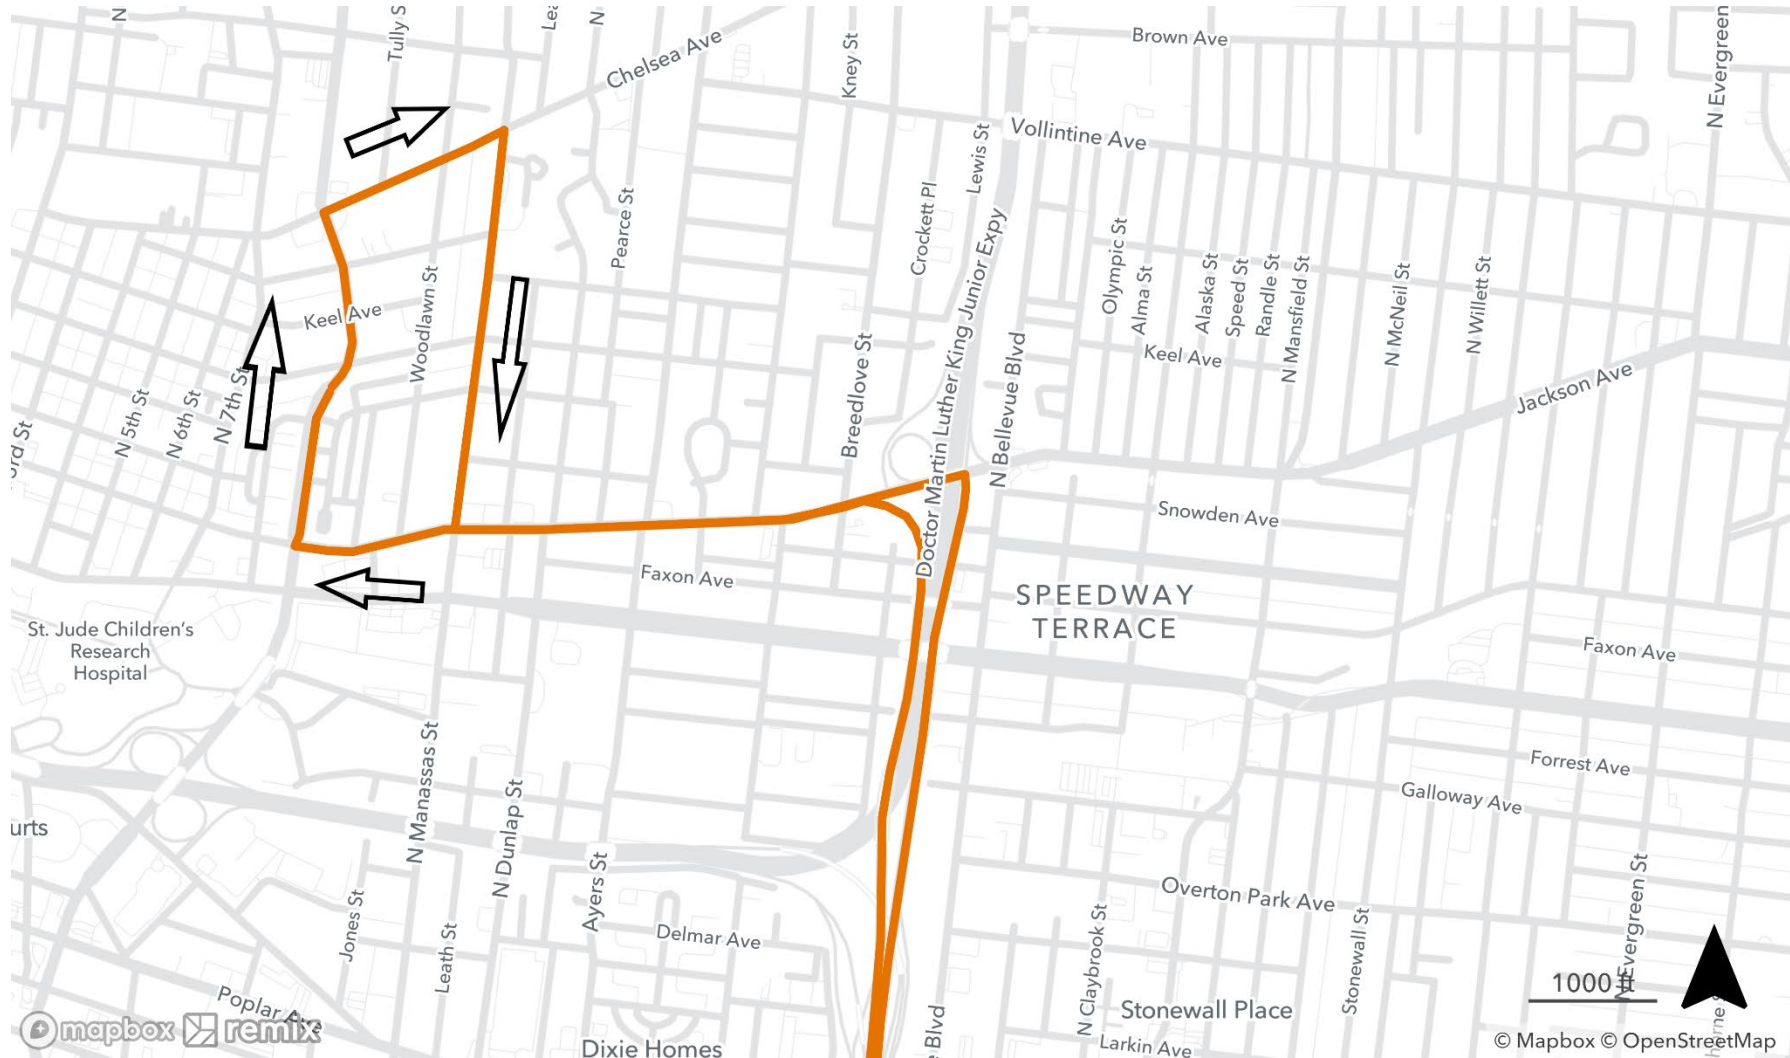 N
Tully S
Lea
N
Chelsea Ave
Kney St
Brown Ave
N Evergreen
Vollintine Ave
Lewis St
Pearce St
Crockett Pl
Doctor Martin Luther King Junior Expy
Olympic St
Alma St
Alaska St
Speed St
Randle St
N Mansfield St
N McNeil St
N Willett St
Keel Ave
Woodlawn St
Breedlove St
N Bellevue Blvd
Keel Ave
Jackson Ave
ord St
N 5th St
N 6th St
N 7th St
Snowden Ave
Faxon Ave
SPEEDWAY
TERRACE
St. Jude Children's
Research
Hospital
Faxon Ave
N Manassas St
N Dunlap St
Forrest Ave
Galloway Ave
urts
Jones St
Leath St
Ayers St
Delmar Ave
Overton Park Ave
N Claybrook St
Stonewall St
N Evergreen St
Poplar Ave
Stonewall Place
1000 ft
mapbox remix
Dixie Homes
e Blvd
Larkin Ave
© Mapbox © OpenStreetMap